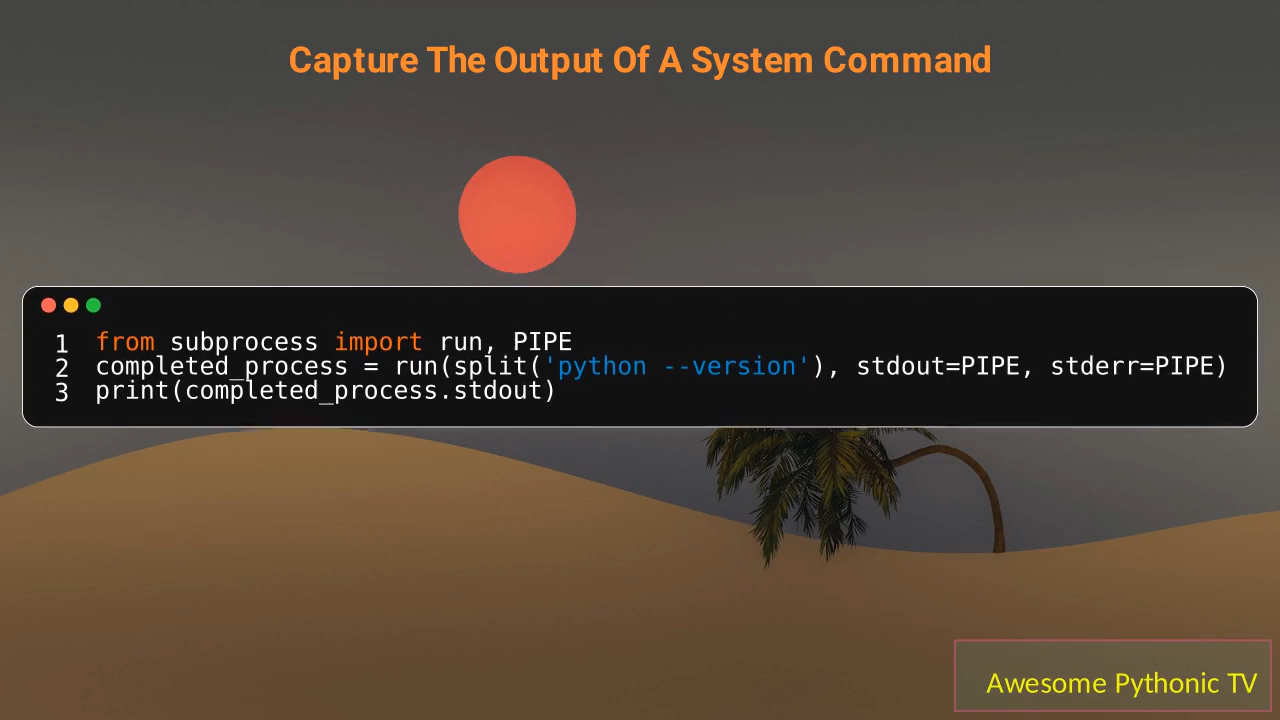 Capture The Output Of A System Command
1 from subprocess import run, PIPE
2 completed_process = run(split('python --version'), stdout=PIPE, stderr=PIPE)
3 print(completed_process.stdout)
Awesome Pythonic TV